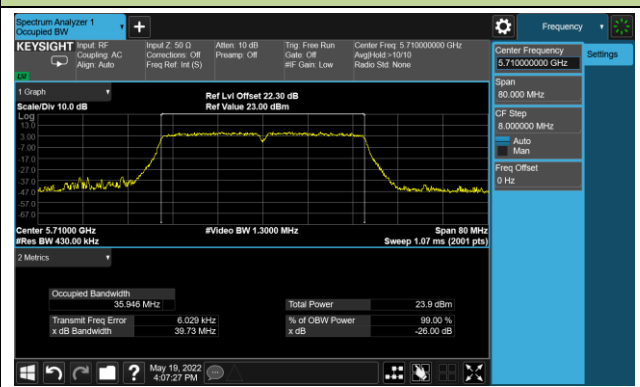 Spectrum Analyzer 1
Occupied BW
+
Frequency
KEYSIGHT
Input: RF
Coupling: AC
Align: Auto
Input Z: 50 Ω
Corrections: Off
Freq Ref: Int (S)
Atten: 10 dB
Preamp: Off
Trig: Free Run
Gate: Off
#IF Gain: Low
Center Freq: 5.710000000 GHz
Avg|Hold:>10/10
Radio Std: None
Center Frequency
5.710000000 GHz
Settings
Span
80.000 MHz
CF Step
8.000000 MHz
Auto
Man
Freq Offset
0 Hz
1 Graph
Scale/Div 10.0 dB
Ref Lvl Offset 22.30 dB
Ref Value 23.00 dBm
Log
13.0
3.00
-7.00
-17.0
-27.0
-37.0
-47.0
-57.0
-67.0
Center 5.71000 GHz
#Res BW 430.00 kHz
#Video BW 1.3000 MHz
Span 80 MHz
Sweep 1.07 ms (2001 pts)
2 Metrics
Occupied Bandwidth
35.946 MHz
Transmit Freq Error 6.029 kHz
x dB Bandwidth 39.73 MHz
Total Power 23.9 dBm
% of OBW Power 99.00 %
x dB -26.00 dB
?
May 19, 2022
4:07:27 PM